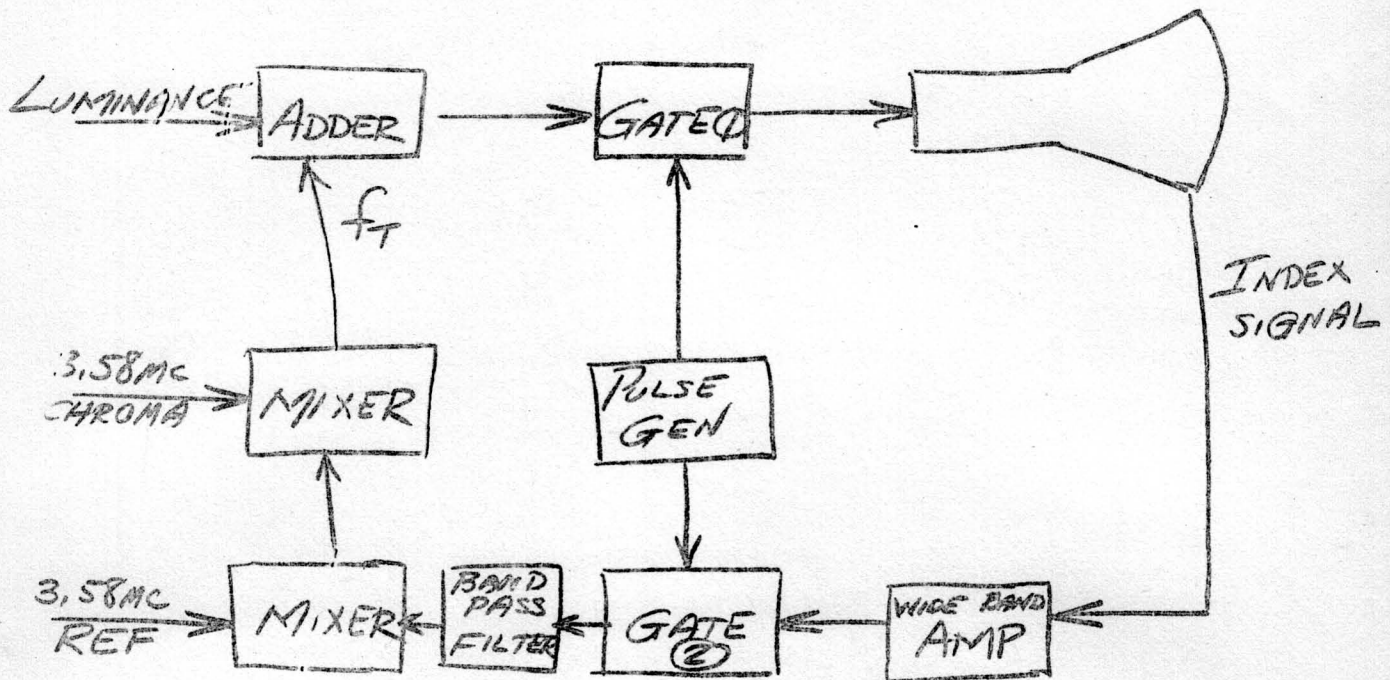 LUMINANCE
ADDER
GATE①
fT
INDEX
SIGNAL
3.58MC
CHROMA
MIXER
PULSE
GEN
3.58MC
REF
MIXER
BAND
PASS
FILTER
GATE
②
WIDE BAND
AMP